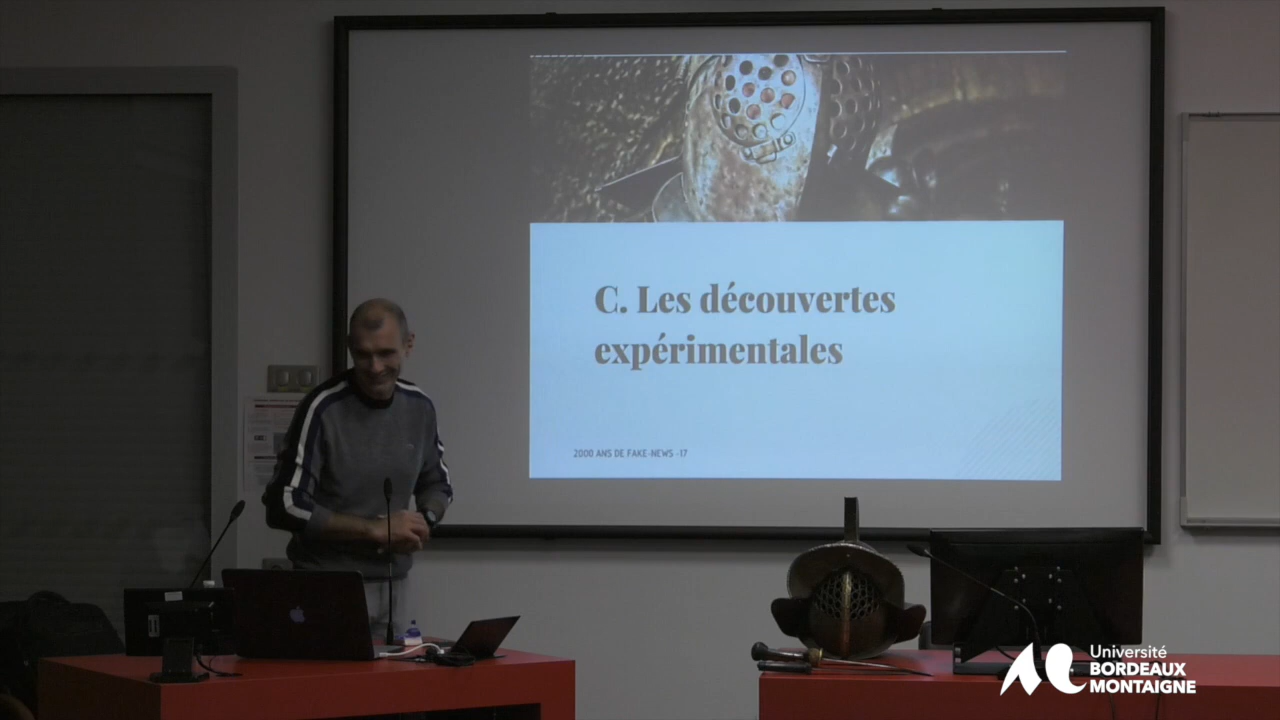 C. Les découvertes
expérimentales
2000 ANS DE FAKE-NEWS -17
Université
BORDEAUX
MONTAIGNE